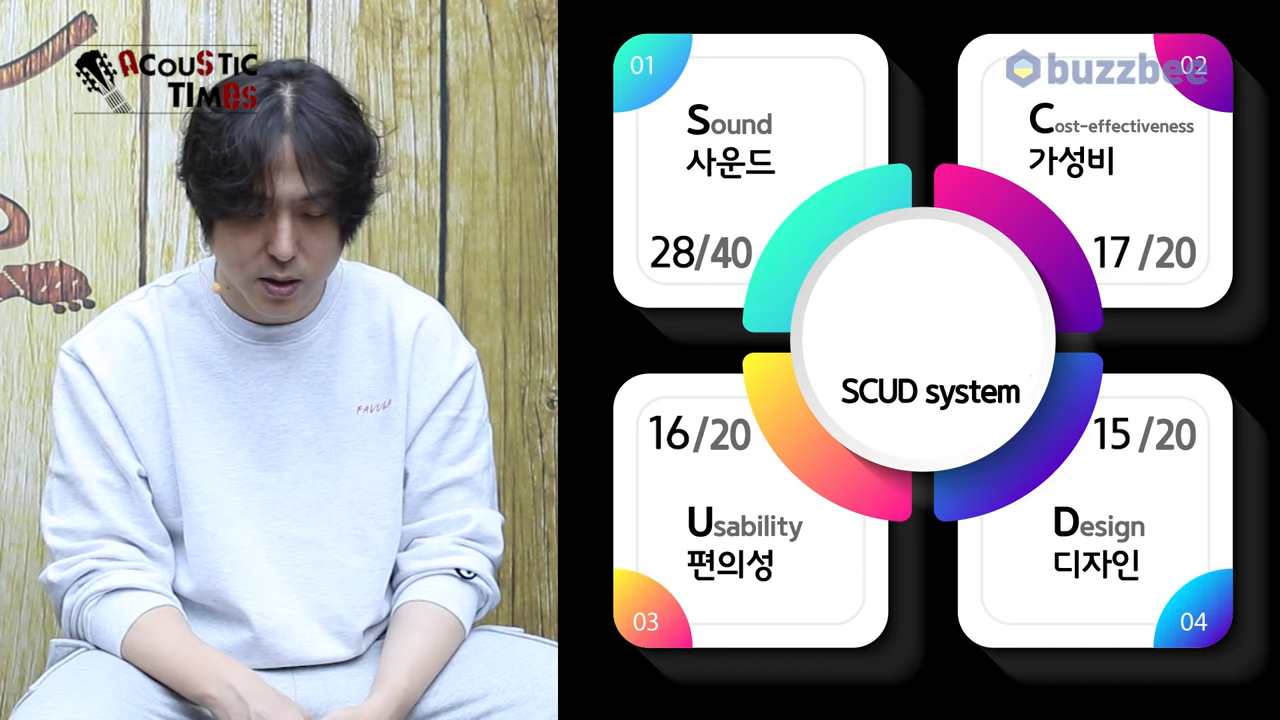 ACOUSTIC
TIMES
01
Sound
사운드
28/40
buzzbee
02
Cost-effectiveness
가성비
17/20
SCUD system
16/20
Usability
편의성
03
15/20
Design
디자인
04